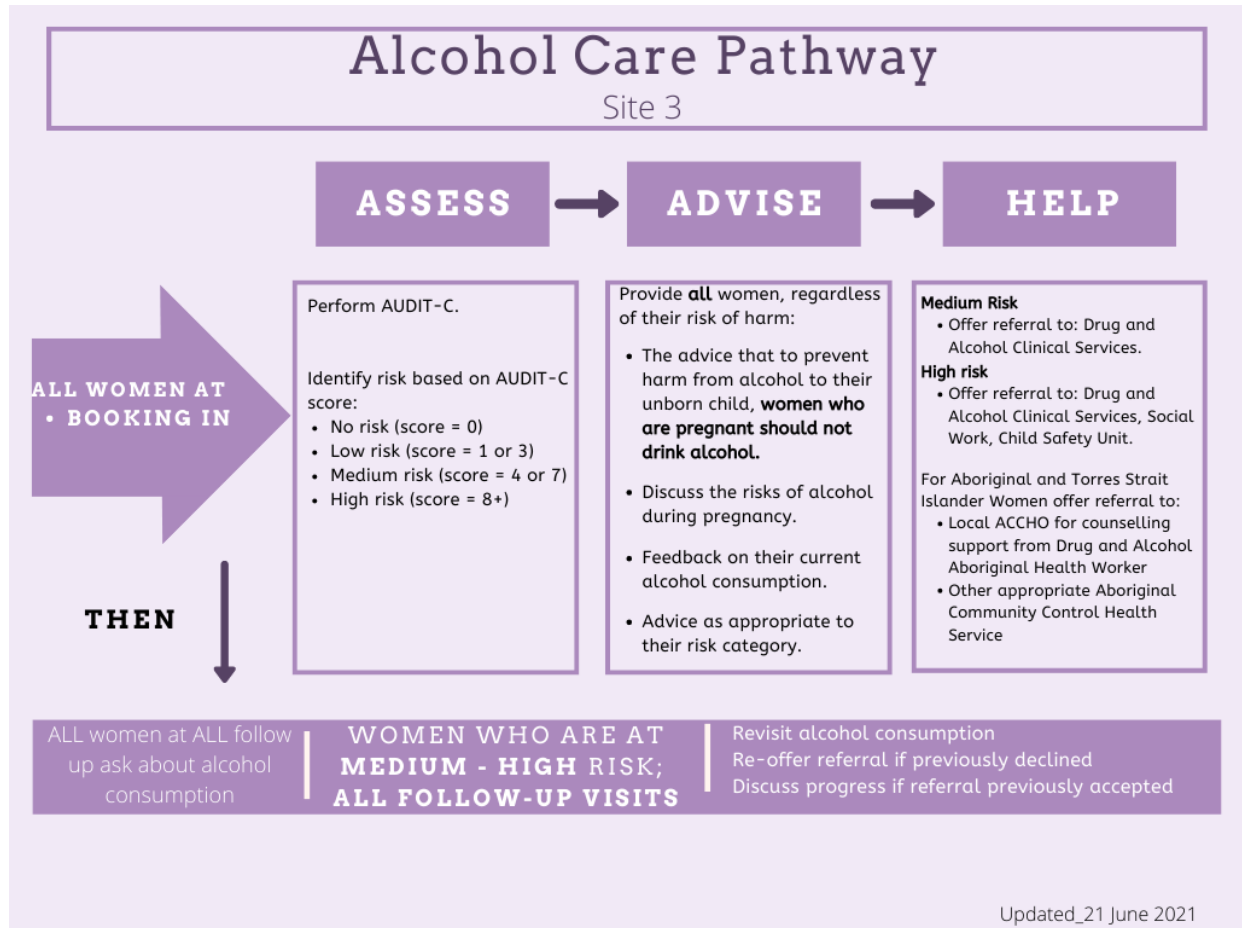 Alcohol Care Pathway
Site 3
ASSESS
ADVISE
HELP
ALL WOMEN AT
• BOOKING IN
Perform AUDIT-C.
Identify risk based on AUDIT-C
score:
• No risk (score = 0)
• Low risk (score = 1 or 3)
• Medium risk (score = 4 or 7)
• High risk (score = 8+)
Provide all women, regardless
of their risk of harm:
• The advice that to prevent
harm from alcohol to their
unborn child, women who
are pregnant should not
drink alcohol.
• Discuss the risks of alcohol
during pregnancy.
• Feedback on their current
alcohol consumption.
• Advice as appropriate to
their risk category.
Medium Risk
• Offer referral to: Drug and
Alcohol Clinical Services.
High risk
• Offer referral to: Drug and
Alcohol Clinical Services, Social
Work, Child Safety Unit.
For Aboriginal and Torres Strait
Islander Women offer referral to:
• Local ACCHO for counselling
support from Drug and Alcohol
Aboriginal Health Worker
• Other appropriate Aboriginal
Community Control Health
Service
THEN
ALL women at ALL follow
up ask about alcohol
consumption
WOMEN WHO ARE AT
MEDIUM - HIGH RISK;
ALL FOLLOW-UP VISITS
Revisit alcohol consumption
Re-offer referral if previously declined
Discuss progress if referral previously accepted
Updated_21 June 2021